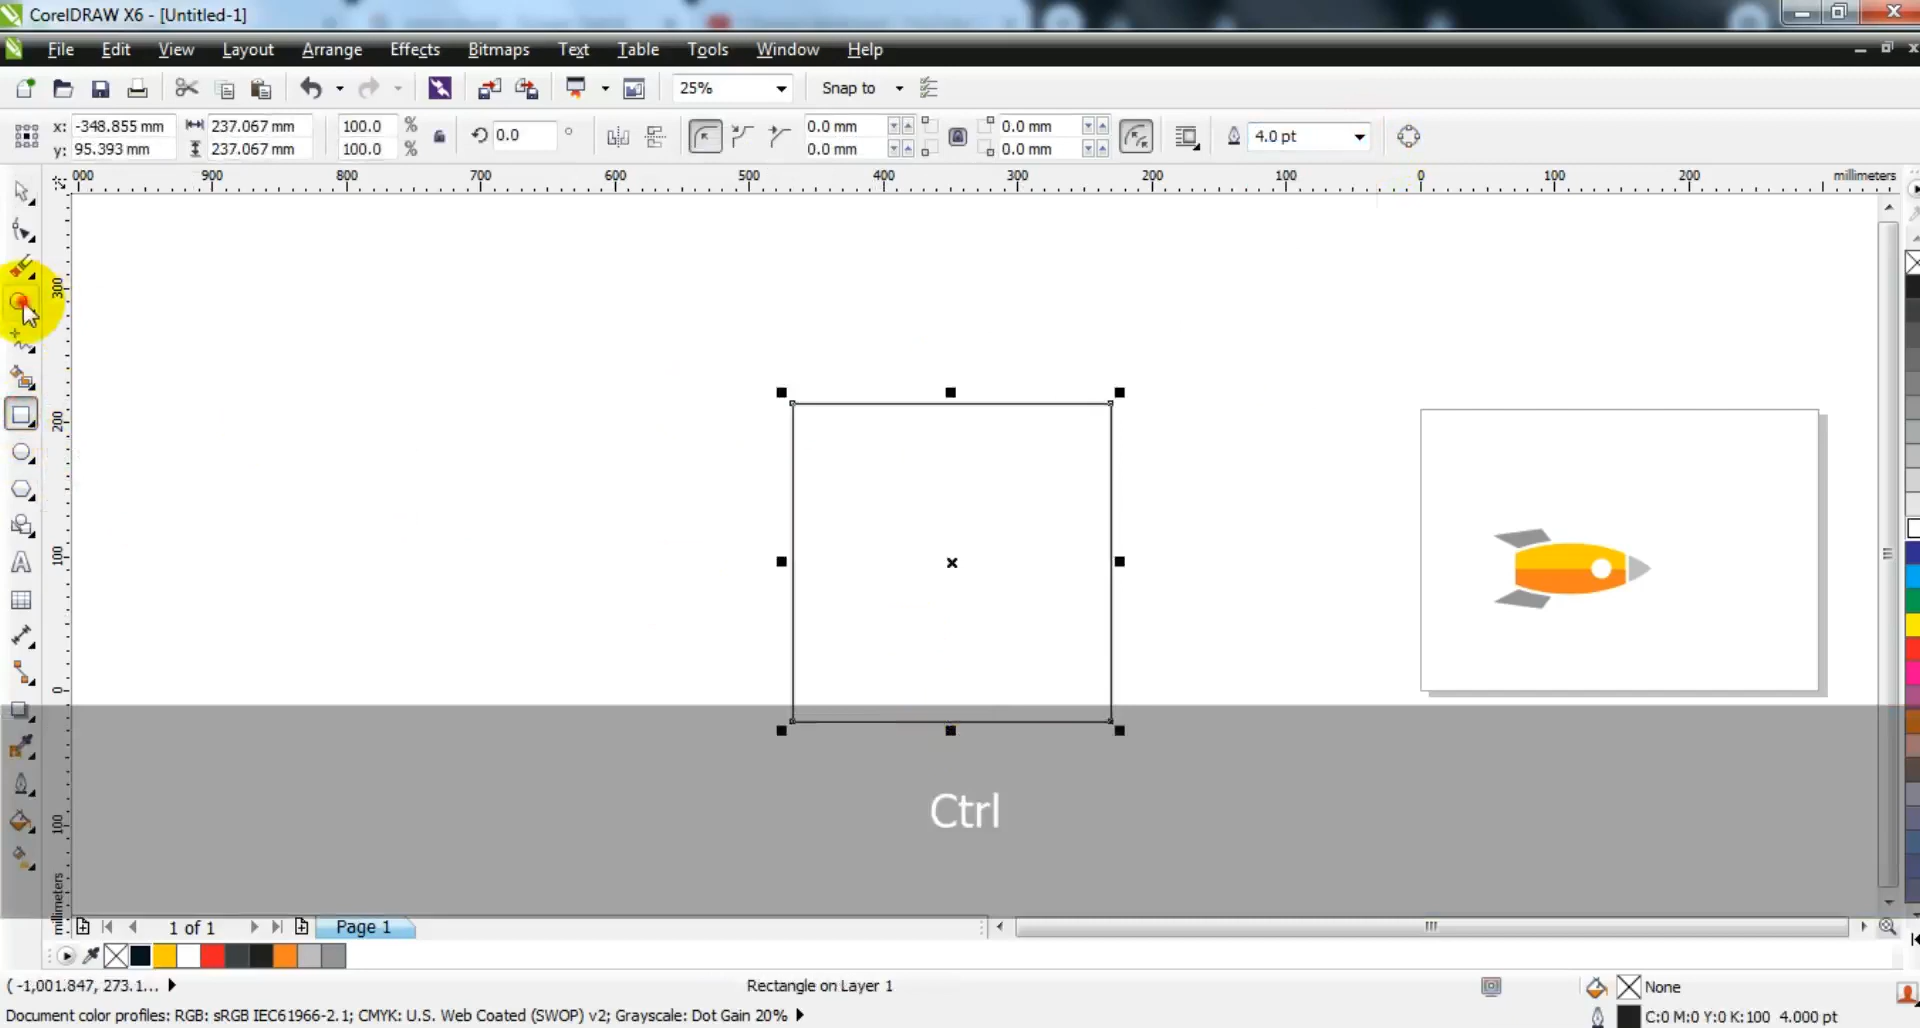 CorelDRAW X6 - [Untitled-1]
File Edit View Layout Arrange Effects Bitmaps Text Table Tools Window Help
25% Snap to
x: -348.855 mm 237.067 mm 100.0 % 0.0 ° 0.0 mm 0.0 mm 4.0 pt
y: 95.393 mm 237.067 mm 100.0 % 0.0 mm 0.0 mm
000 900 800 700 600 500 400 300 200 100 0 100 200 millimeters
300
200
100
0
100
millimeters
Ctrl
1 of 1 Page 1
( -1,001.847, 273.1... Rectangle on Layer 1 None
Document color profiles: RGB: sRGB IEC61966-2.1; CMYK: U.S. Web Coated (SWOP) v2; Grayscale: Dot Gain 20% C:0 M:0 Y:0 K:100 4.000 pt